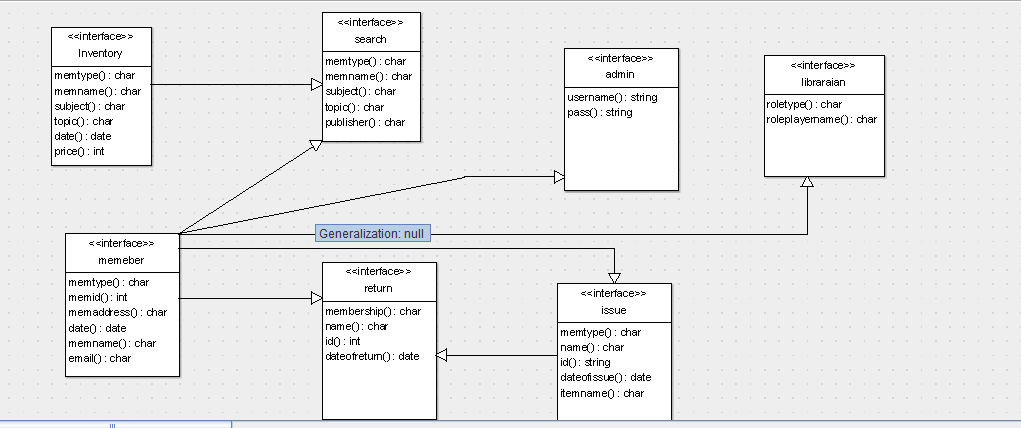 <<interface>>
Inventory
memtype() : char
memname() : char
subject() : char
topic() : char
date() : date
price() : int
<<interface>>
search
memtype() : char
memname() : char
subject() : char
topic() : char
publisher() : char
<<interface>>
admin
username() : string
pass() : string
<<interface>>
libraraian
roletype() : char
roleplayername() : char
Generalization: null
<<interface>>
memeber
memtype() : char
memid() : int
memaddress() : char
date() : date
memname() : char
email() : char
<<interface>>
return
membership() : char
name() : char
id() : int
dateofreturn() : date
<<interface>>
issue
memtype() : char
name() : char
id() : string
dateofissue() : date
itemname() : char